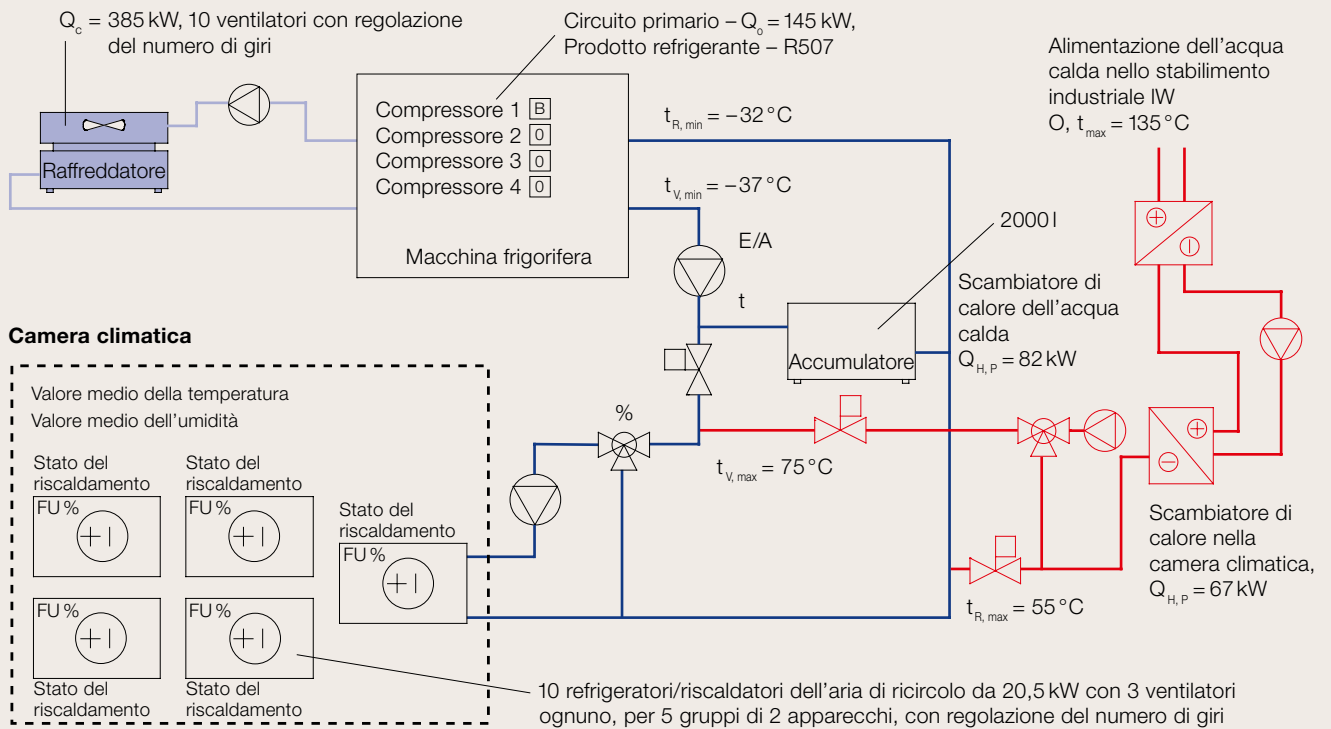 Q_c = 385 kW, 10 ventilatori con regolazione
del numero di giri
Circuito primario – Q_o = 145 kW,
Prodotto refrigerante – R507
Alimentazione dell'acqua
calda nello stabilimento
industriale IW
O, t_max = 135 °C
Raffreddatore
Compressore 1 B
Compressore 2 0
Compressore 3 0
Compressore 4 0
Macchina frigorifera
t_R, min = –32 °C
t_V, min = –37 °C
E/A
t
2000 l
Accumulatore
Scambiatore di
calore dell'acqua
calda
Q_H, P = 82 kW
Camera climatica
Valore medio della temperatura
Valore medio dell'umidità
Stato del
riscaldamento
FU %
Stato del
riscaldamento
FU %
Stato del
riscaldamento
FU %
FU %
Stato del
riscaldamento
FU %
Stato del
riscaldamento
%
t_V, max = 75 °C
t_R, max = 55 °C
Scambiatore di
calore nella
camera climatica,
Q_H, P = 67 kW
10 refrigeratori/riscaldatori dell'aria di ricircolo da 20,5 kW con 3 ventilatori
ognuno, per 5 gruppi di 2 apparecchi, con regolazione del numero di giri